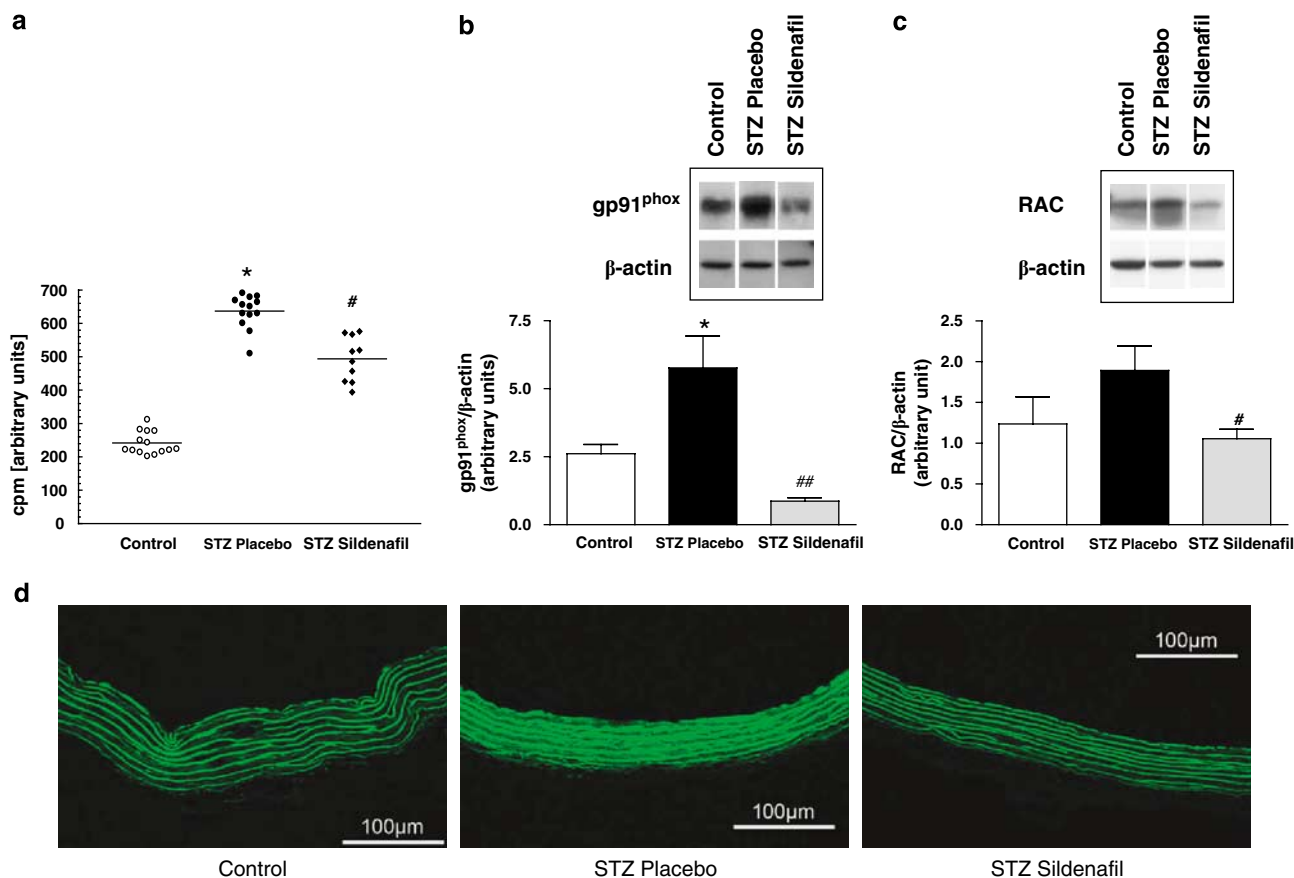 a
*
#
700
600
500
400
300
200
100
0
cpm [arbitrary units]
Control
STZ Placebo
STZ Sildenafil
b
Control
STZ Placebo
STZ Sildenafil
gp91phox
β-actin
7.5
5.0
2.5
0.0
gp91phox/β-actin
(arbitrary units)
*
##
Control
STZ Placebo
STZ Sildenafil
c
Control
STZ Placebo
STZ Sildenafil
RAC
β-actin
2.5
2.0
1.5
1.0
0.5
0.0
RAC/β-actin
(arbitrary unit)
#
Control
STZ Placebo
STZ Sildenafil
d
100µm
100µm
100µm
Control
STZ Placebo
STZ Sildenafil